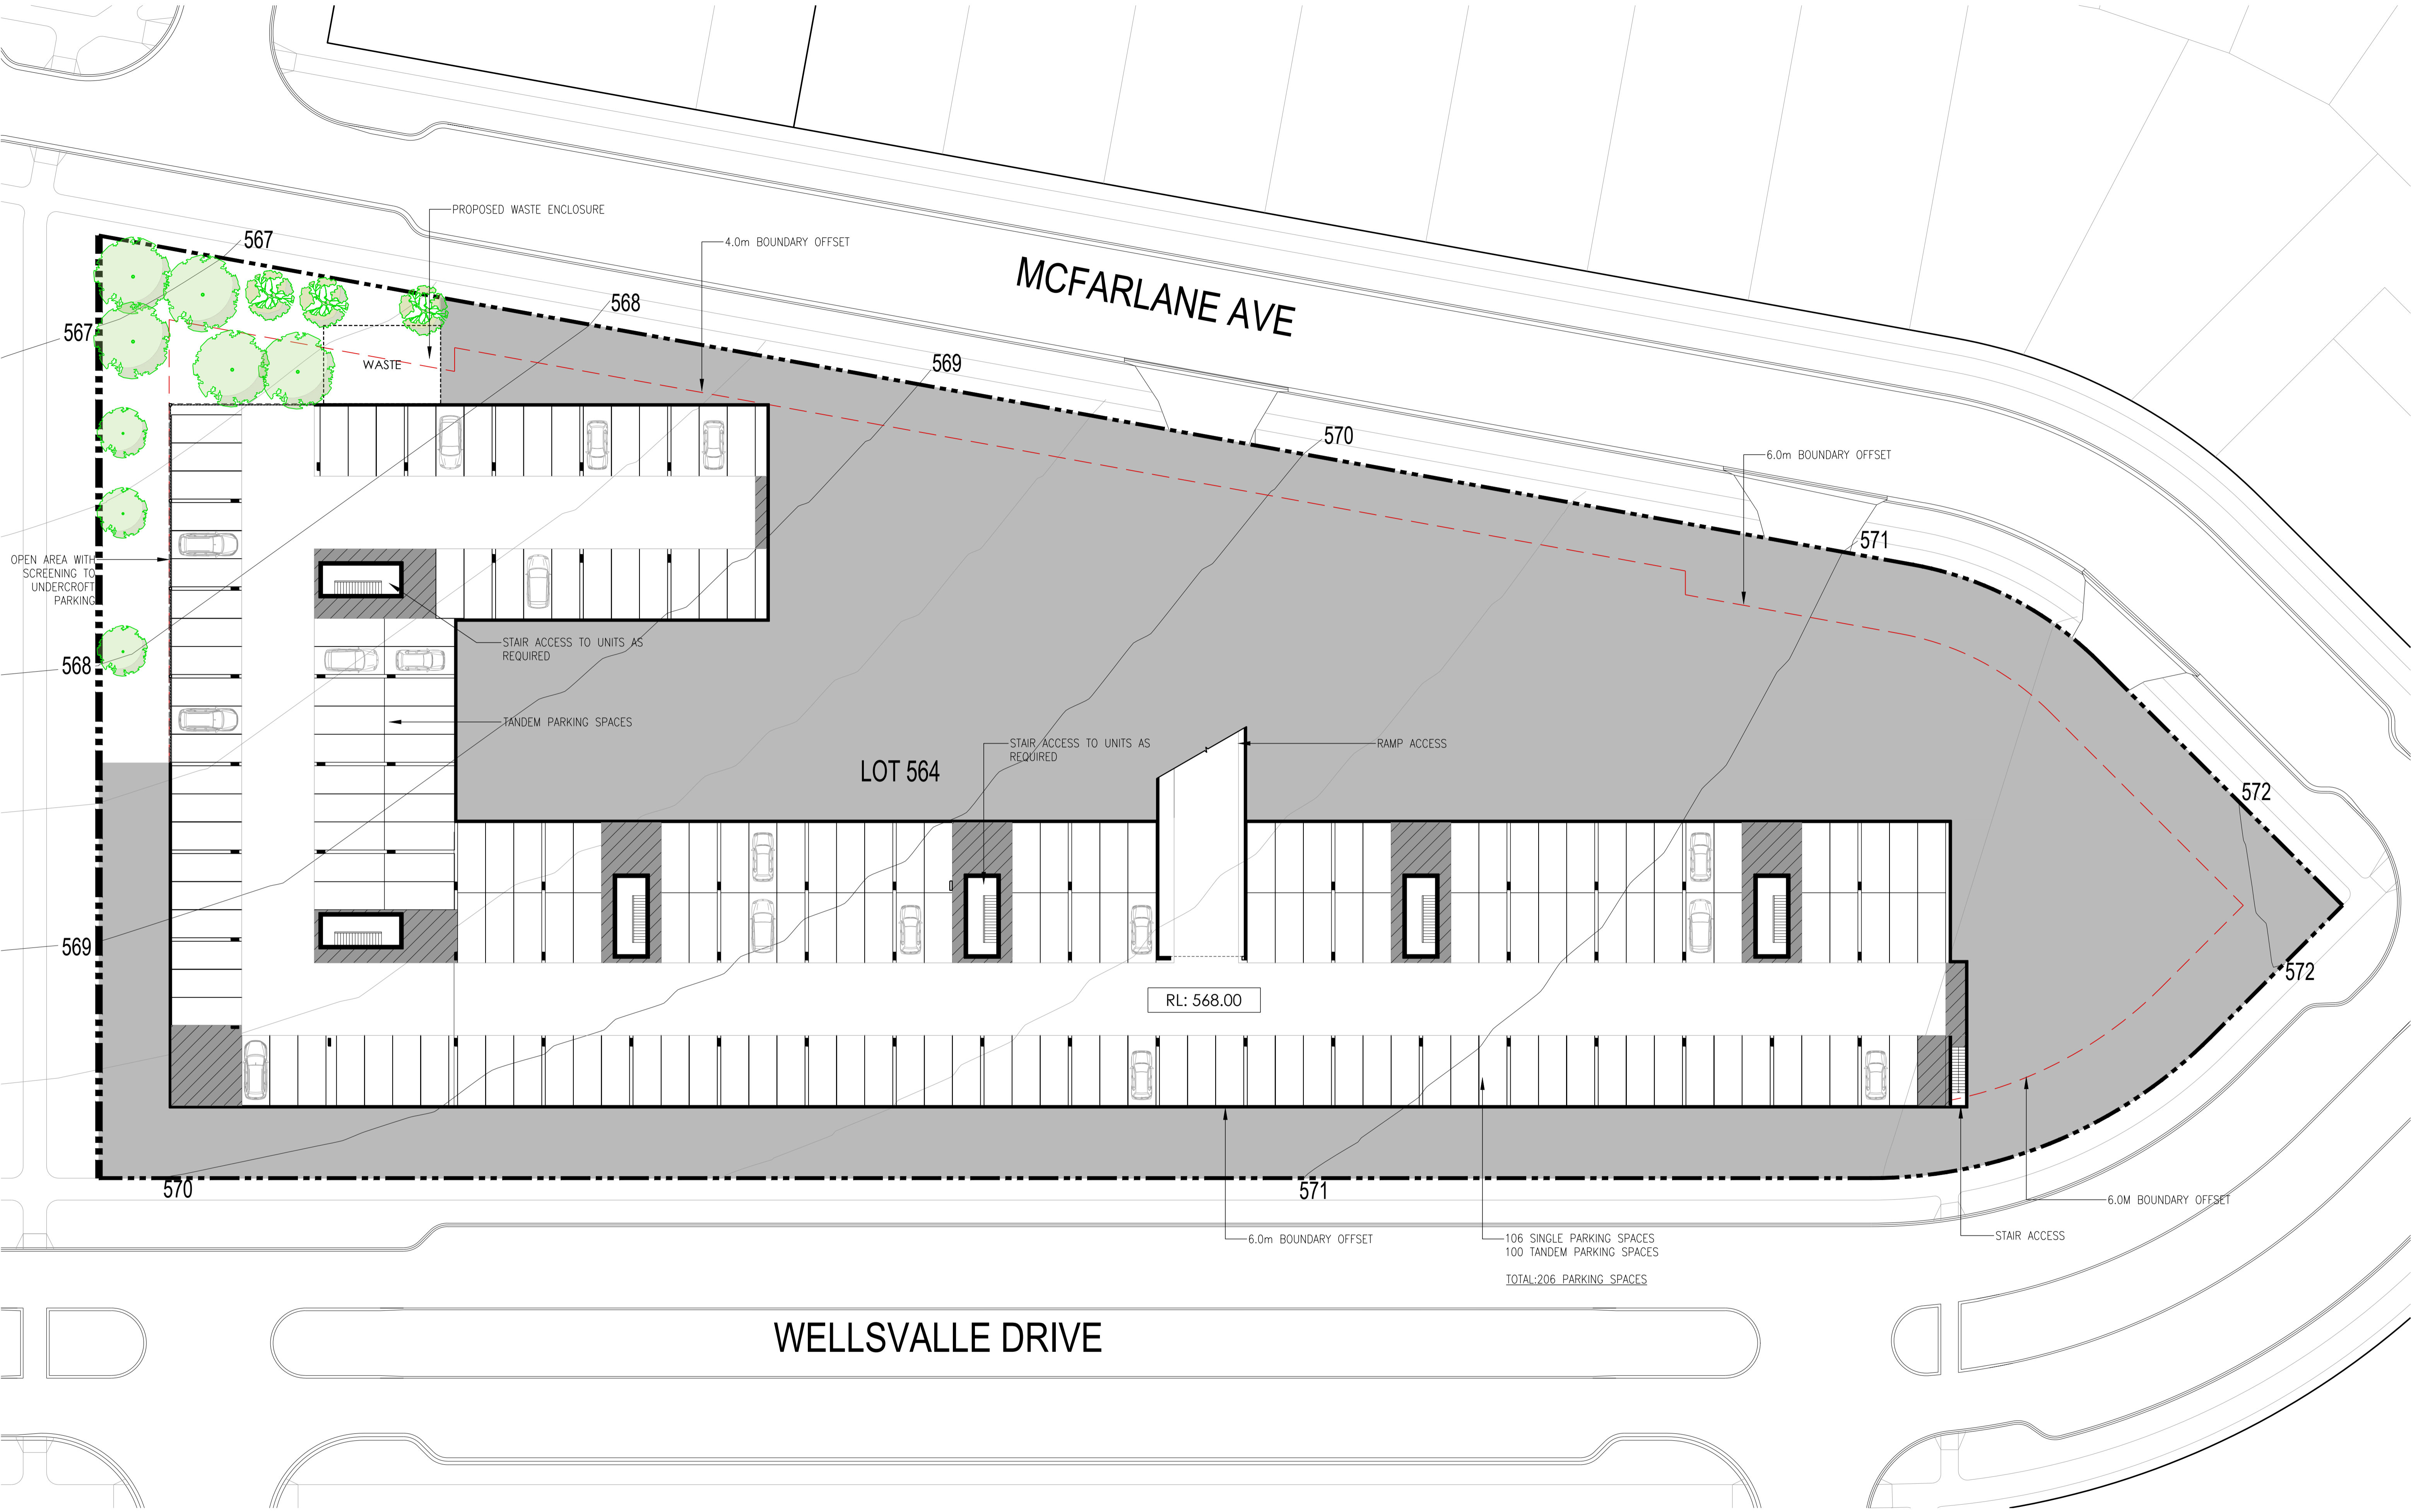 PROPOSED WASTE ENCLOSURE
567
4.0m BOUNDARY OFFSET
MCFARLANE AVE
568
567
WASTE
569
570
6.0m BOUNDARY OFFSET
571
OPEN AREA WITH
SCREENING TO
UNDERCROFT
PARKING
STAIR ACCESS TO UNITS AS
REQUIRED
568
TANDEM PARKING SPACES
STAIR ACCESS TO UNITS AS
REQUIRED
RAMP ACCESS
LOT 564
572
569
572
RL: 568.00
570
571
6.0M BOUNDARY OFFSET
6.0m BOUNDARY OFFSET
106 SINGLE PARKING SPACES
100 TANDEM PARKING SPACES
TOTAL:206 PARKING SPACES
STAIR ACCESS
WELLSVALLE DRIVE